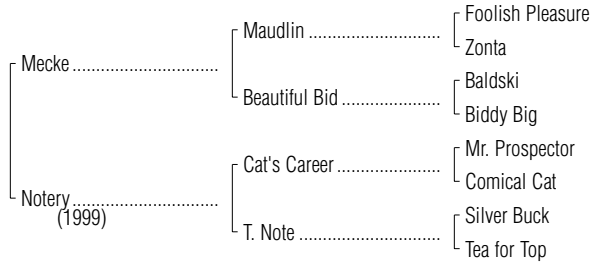 Foolish Pleasure
Maudlin
Zonta
Mecke
Baldski
Beautiful Bid
Biddy Big
Mr. Prospector
Cat's Career
Comical Cat
Notery
(1999)
Silver Buck
T. Note
Tea for Top